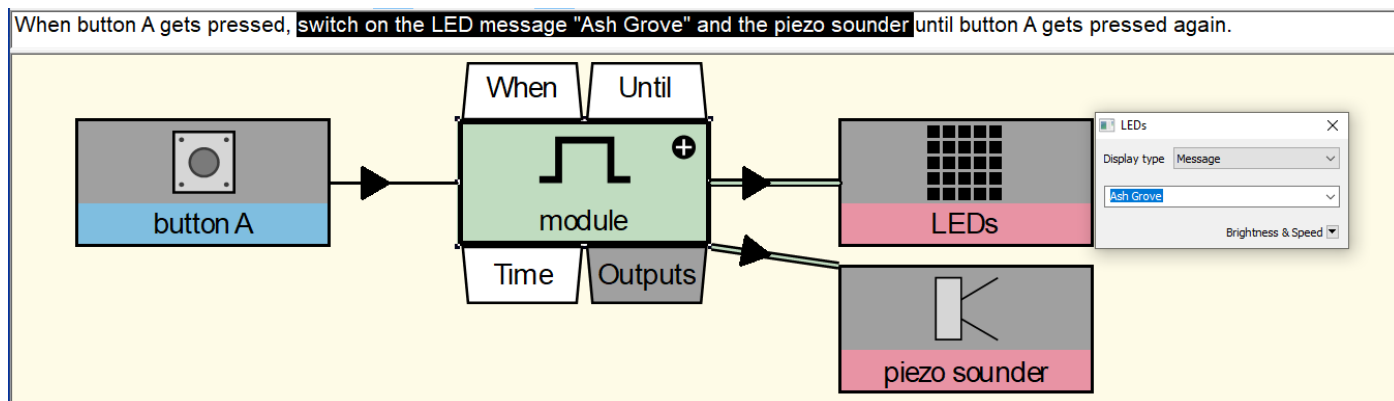 When button A gets pressed, switch on the LED message "Ash Grove" and the piezo sounder until button A gets pressed again.
When
Until
button A
module
Time
Outputs
LEDs
piezo sounder
LEDs
Display type
Message
Ash Grove
Brightness & Speed